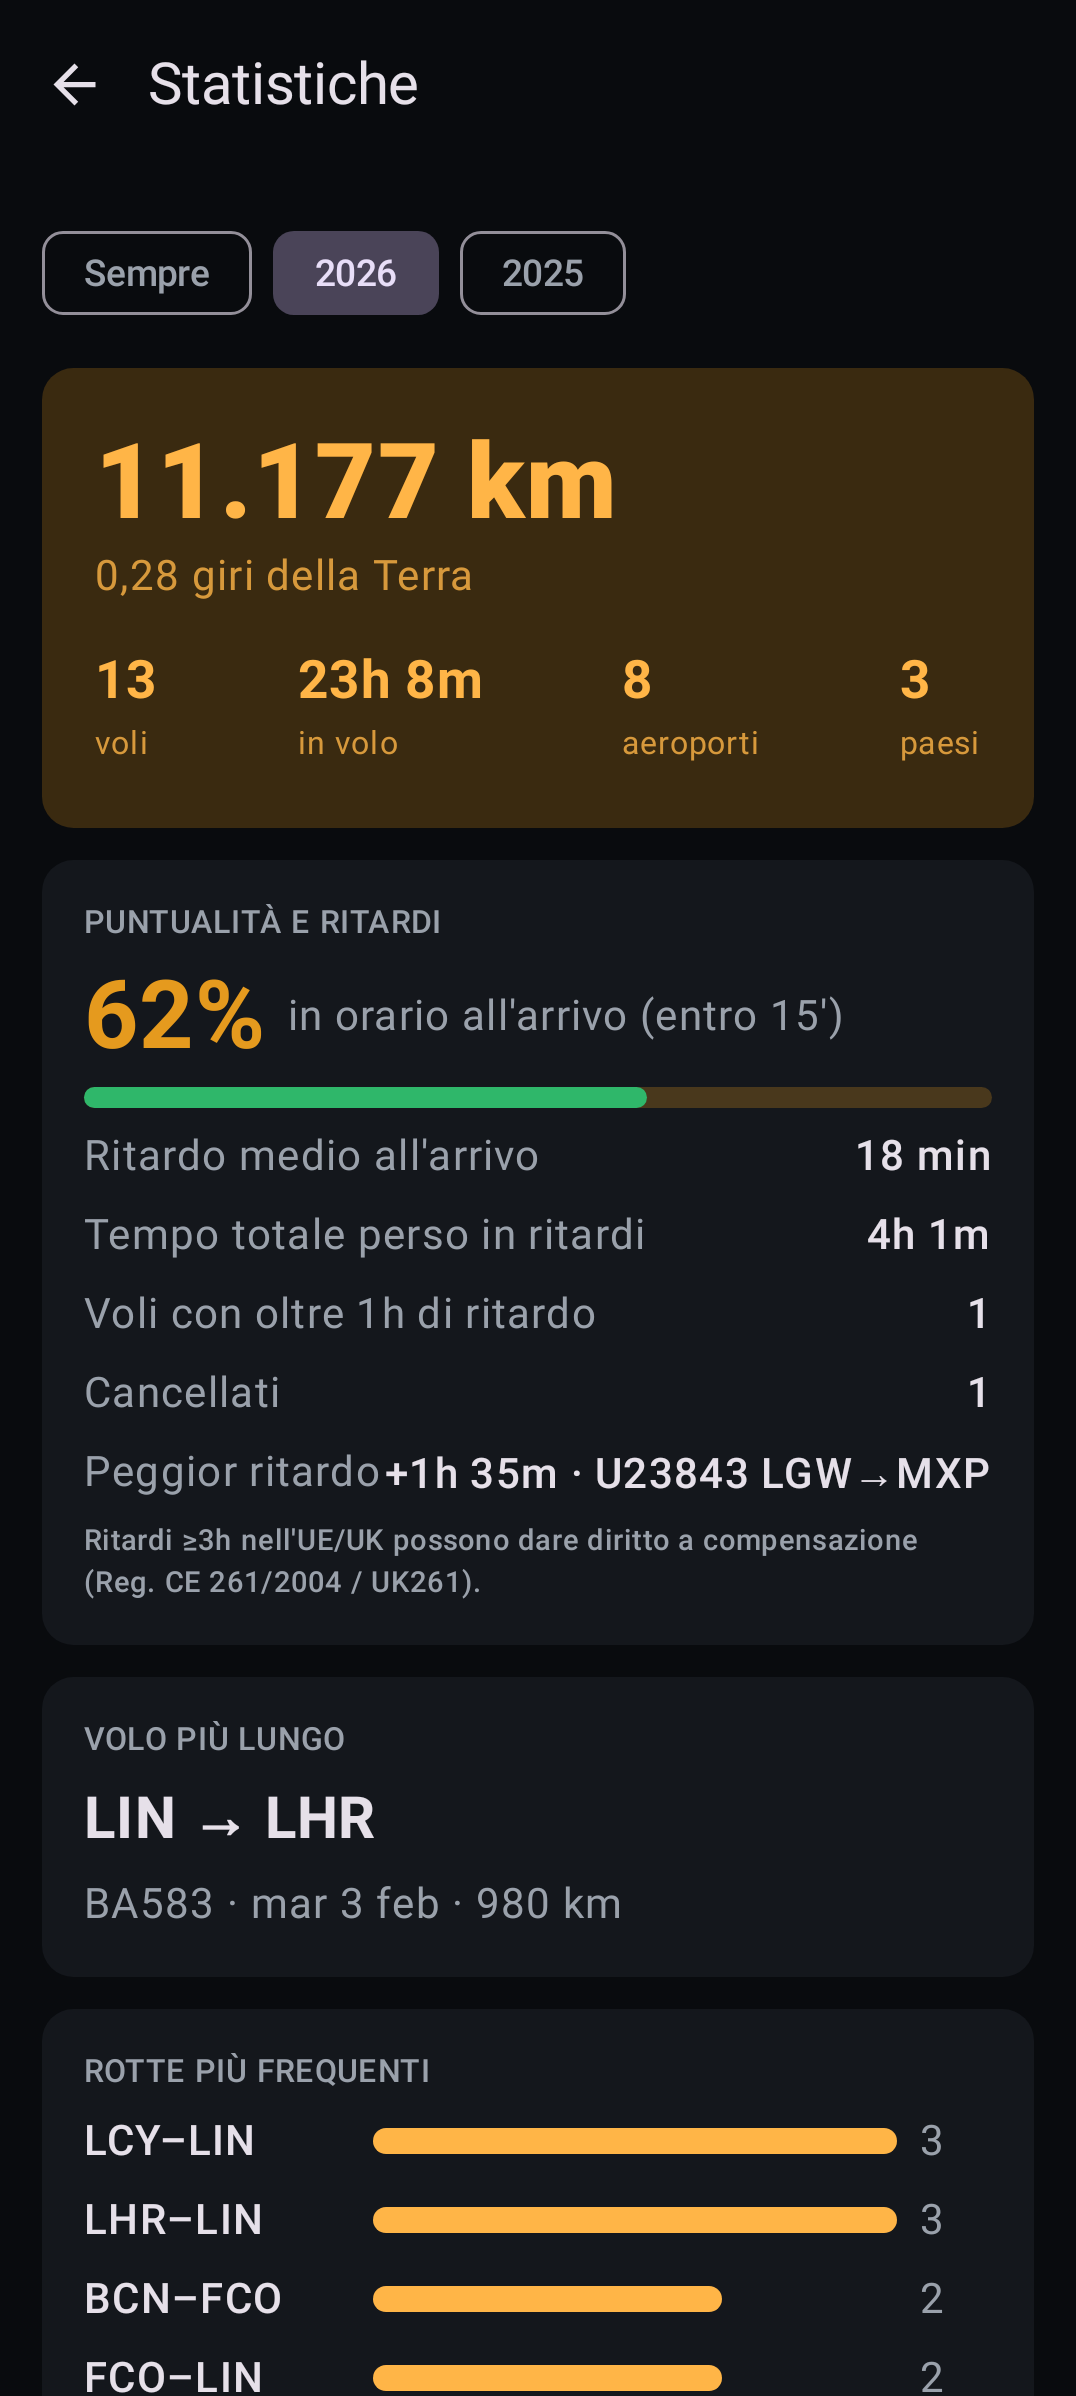 Statistiche
Sempre
2026
2025
11.177 km
0,28 giri della Terra
13
23h 8m
8
3
voli
in volo
aeroporti
paesi
PUNTUALITÀ E RITARDI
62% in orario all'arrivo (entro 15')
Ritardo medio all'arrivo 18 min
Tempo totale perso in ritardi 4h 1m
Voli con oltre 1h di ritardo 1
Cancellati 1
Peggior ritardo +1h 35m · U23843 LGW→MXP
Ritardi ≥3h nell'UE/UK possono dare diritto a compensazione
(Reg. CE 261/2004 / UK261).
VOLO PIÙ LUNGO
LIN → LHR
BA583 · mar 3 feb · 980 km
ROTTE PIÙ FREQUENTI
LCY–LIN 3
LHR–LIN 3
BCN–FCO 2
FCO–LIN 2